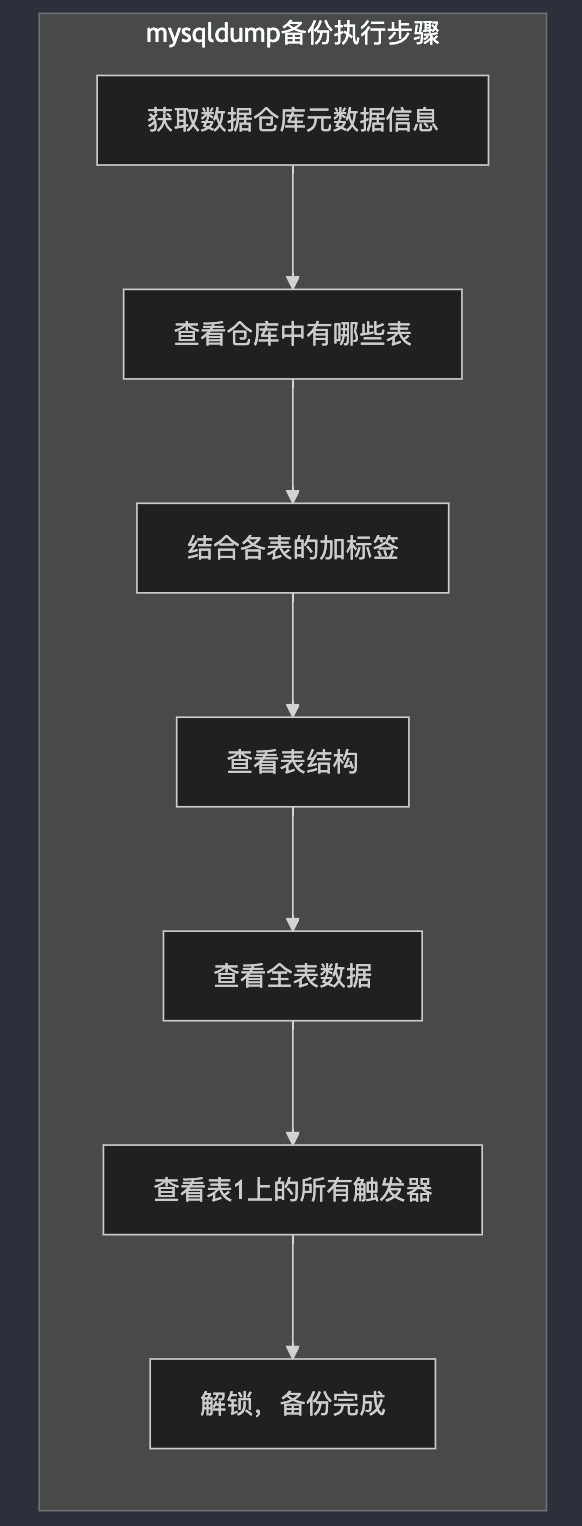 mysqldump备份执行步骤
获取数据仓库元数据信息
查看仓库中有哪些表
结合各表的加标签
查看表结构
查看全表数据
查看表1上的所有触发器
解锁，备份完成